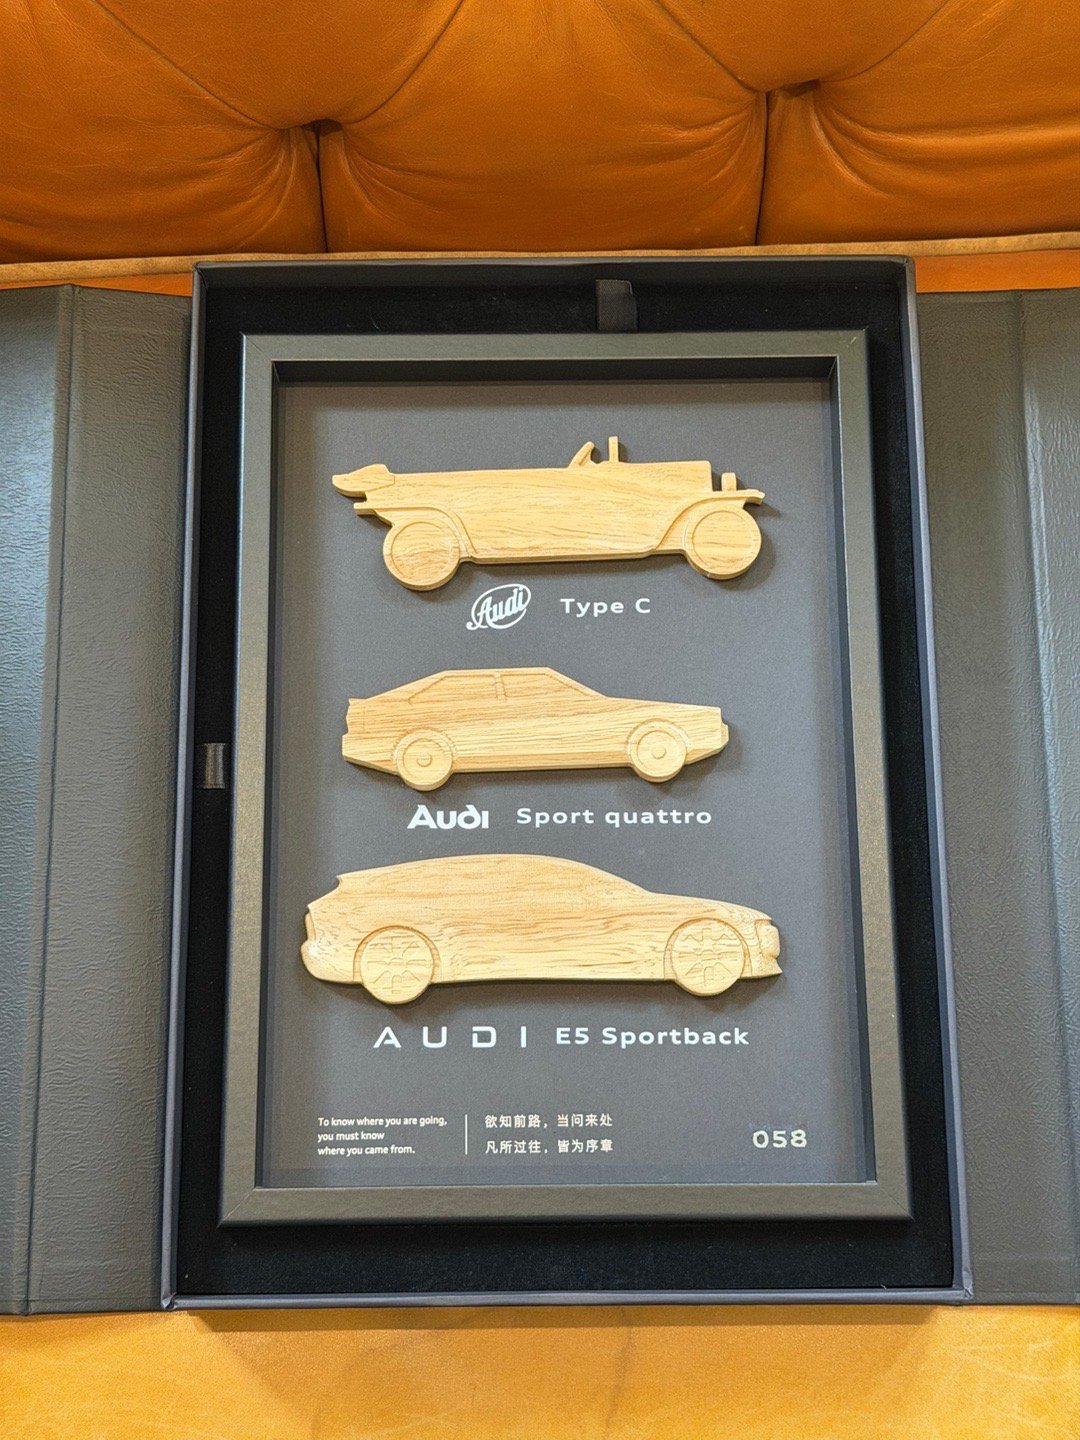 Audi Type C
Audi Sport quattro
AUDI E5 Sportback
To know where you are going,
you must know
where you came from.
欲知前路，当问来处
凡所过往，皆为序章
058